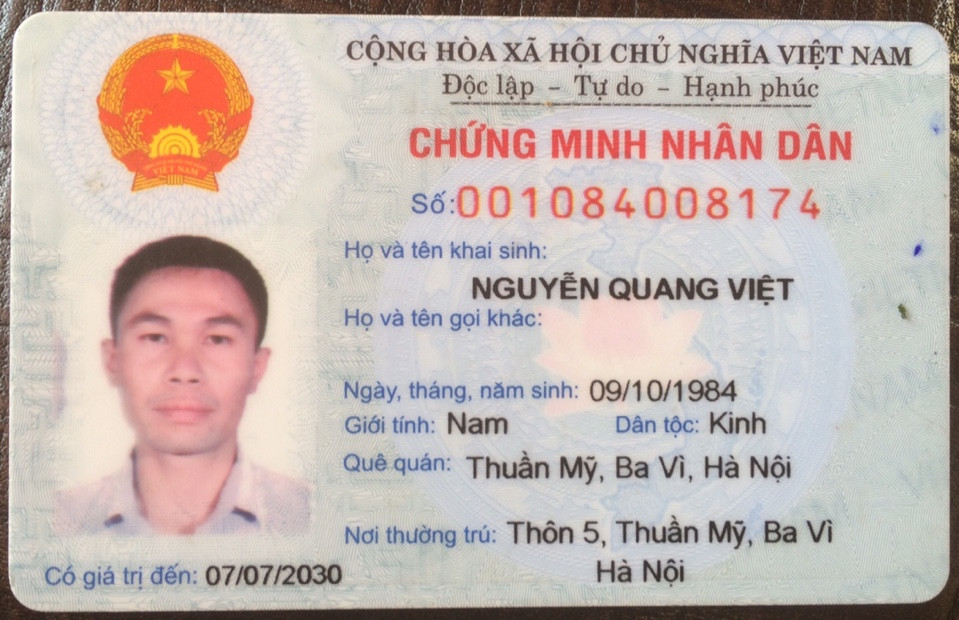 CỘNG HÒA XÃ HỘI CHỦ NGHĨA VIỆT NAM
Độc lập - Tự do - Hạnh phúc
CHỨNG MINH NHÂN DÂN
Số: 001084008174
Họ và tên khai sinh:
NGUYỄN QUANG VIỆT
Họ và tên gọi khác:
Ngày, tháng, năm sinh: 09/10/1984
Giới tính: Nam Dân tộc: Kinh
Quê quán: Thuần Mỹ, Ba Vì, Hà Nội
Nơi thường trú: Thôn 5, Thuần Mỹ, Ba Vì
Hà Nội
Có giá trị đến: 07/07/2030
VIỆT NAM